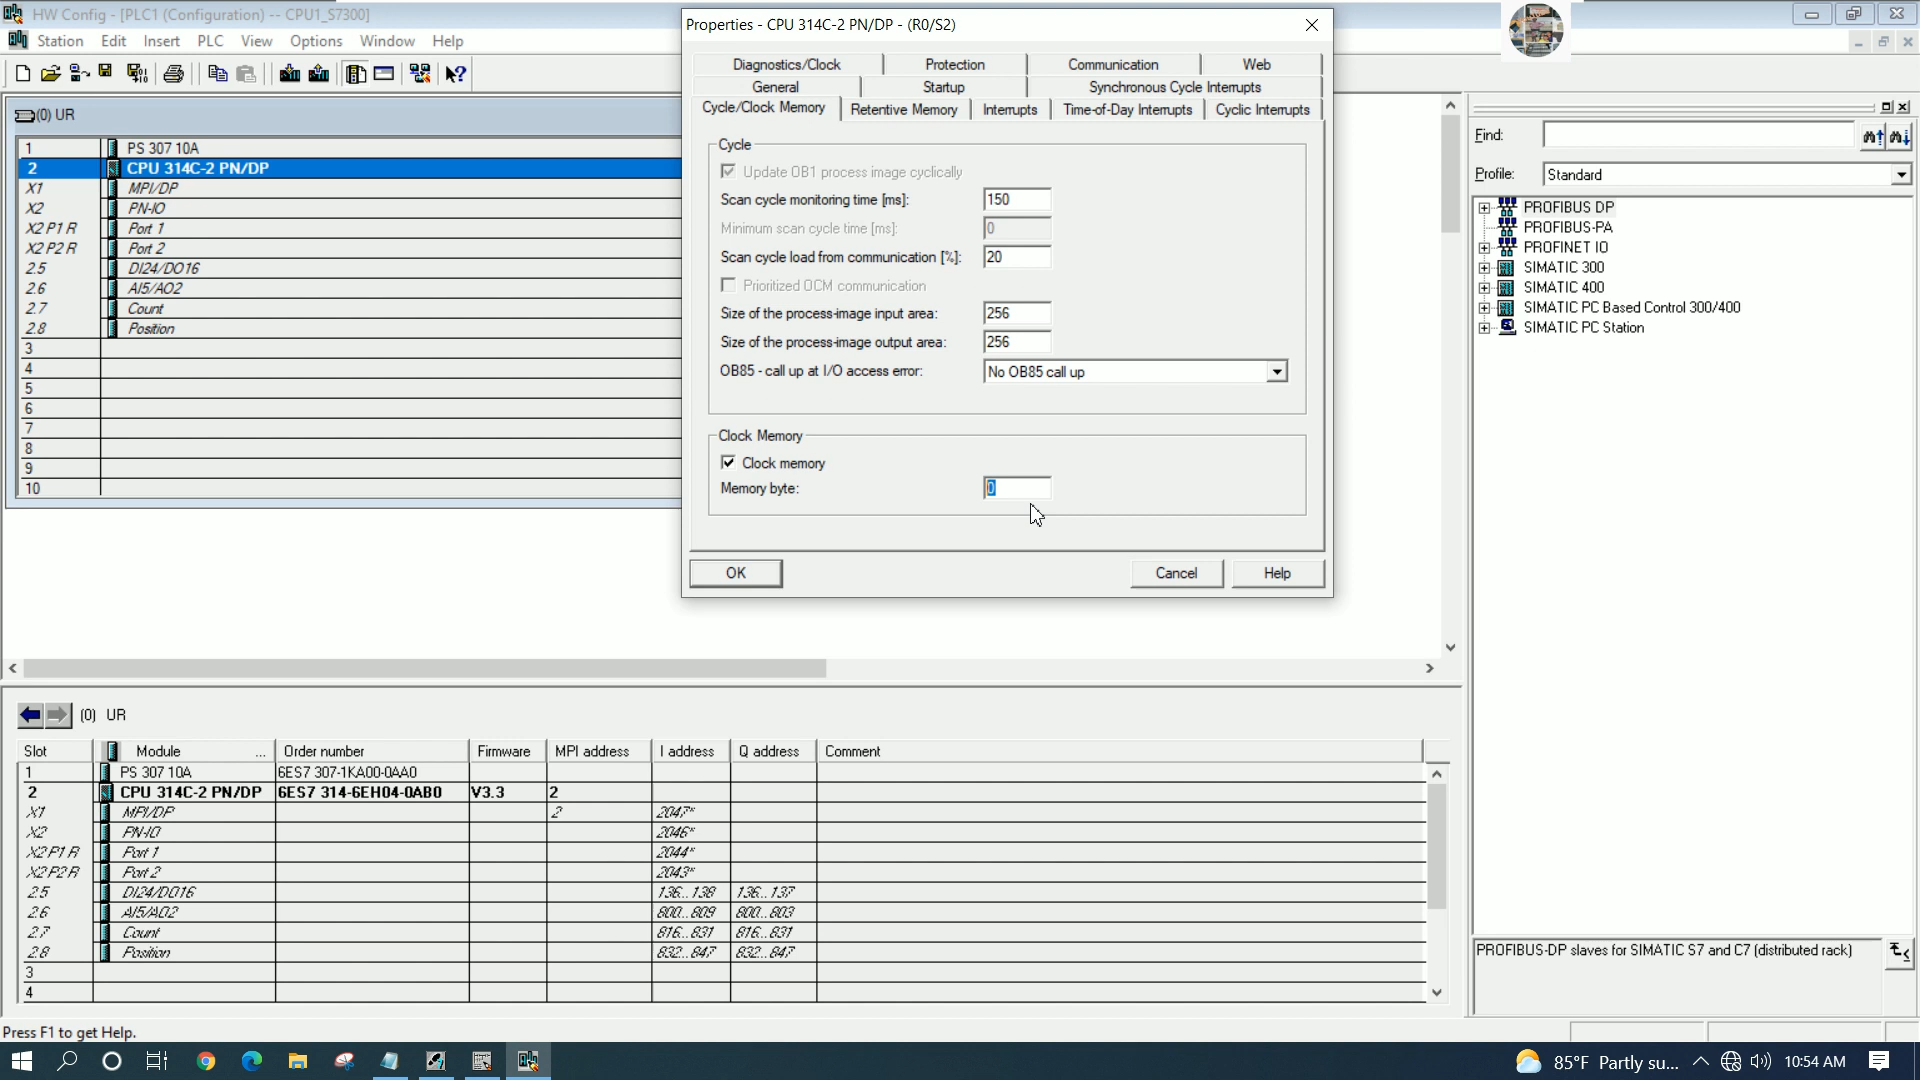 HW Config - [PLC1 (Configuration) -- CPU1_S7300]
Station Edit Insert PLC View Options Window Help
(0) UR
1 PS 307 10A
2 CPU 314C-2 PN/DP
X1 MPI/DP
X2 PN-IO
X2 P1 R Port 1
X2 P2 R Port 2
2.5 DI24/DO16
2.6 AI5/AO2
2.7 Count
2.8 Position
3
4
5
6
7
8
9
10
Properties - CPU 314C-2 PN/DP - (R0/S2)
Diagnostics/Clock Protection Communication Web
General Startup Synchronous Cycle Interrupts
Cycle/Clock Memory Retentive Memory Interrupts Time-of-Day Interrupts Cyclic Interrupts
Cycle
Update OB1 process image cyclically
Scan cycle monitoring time [ms]: 150
Minimum scan cycle time [ms]: 0
Scan cycle load from communication [%]: 20
Prioritized OCM communication
Size of the process-image input area: 256
Size of the process-image output area: 256
OB85 - call up at I/O access error: No OB85 call up
Clock Memory
Clock memory
Memory byte: 0
OK Cancel Help
Find:
Profile: Standard
PROFIBUS DP
PROFIBUS-PA
PROFINET IO
SIMATIC 300
SIMATIC 400
SIMATIC PC Based Control 300/400
SIMATIC PC Station
PROFIBUS-DP slaves for SIMATIC S7 and C7 (distributed rack)
(0) UR
Slot Module ... Order number Firmware MPI address I address Q address Comment
1 PS 307 10A 6ES7 307-1KA00-0AA0
2 CPU 314C-2 PN/DP 6ES7 314-6EH04-0AB0 V3.3 2
X1 MPI/DP 2 2047*
X2 PN-IO 2046*
X2 P1 R Port 1 2044*
X2 P2 R Port 2 2043*
2.5 DI24/DO16 136...138 136...137
2.6 AI5/AO2 800...809 800...803
2.7 Count 816...831 816...831
2.8 Position 832...847 832...847
3
4
Press F1 to get Help.
85°F Partly su... 10:54 AM